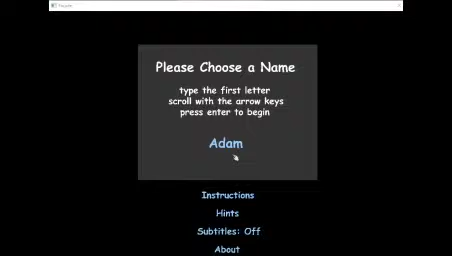 Please Choose a Name
type the first letter
scroll with the arrow keys
press enter to begin
Adam
Instructions
Hints
Subtitles: Off
About